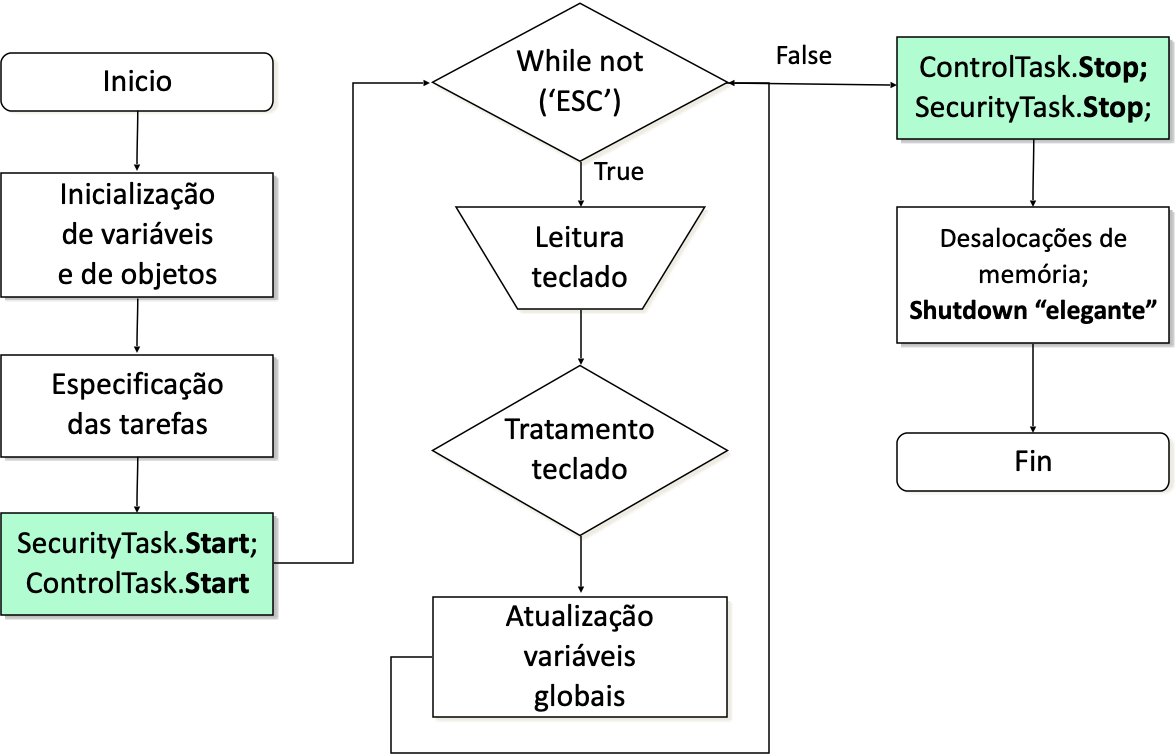 Inicio
Inicialização
de variáveis
e de objetos
Especificação
das tarefas
SecurityTask.Start;
ControlTask.Start
While not
(‘ESC’)
True
Leitura
teclado
Tratamento
teclado
Atualização
variáveis
globais
False
ControlTask.Stop;
SecurityTask.Stop;
Desalocações de
memória;
Shutdown “elegante”
Fin